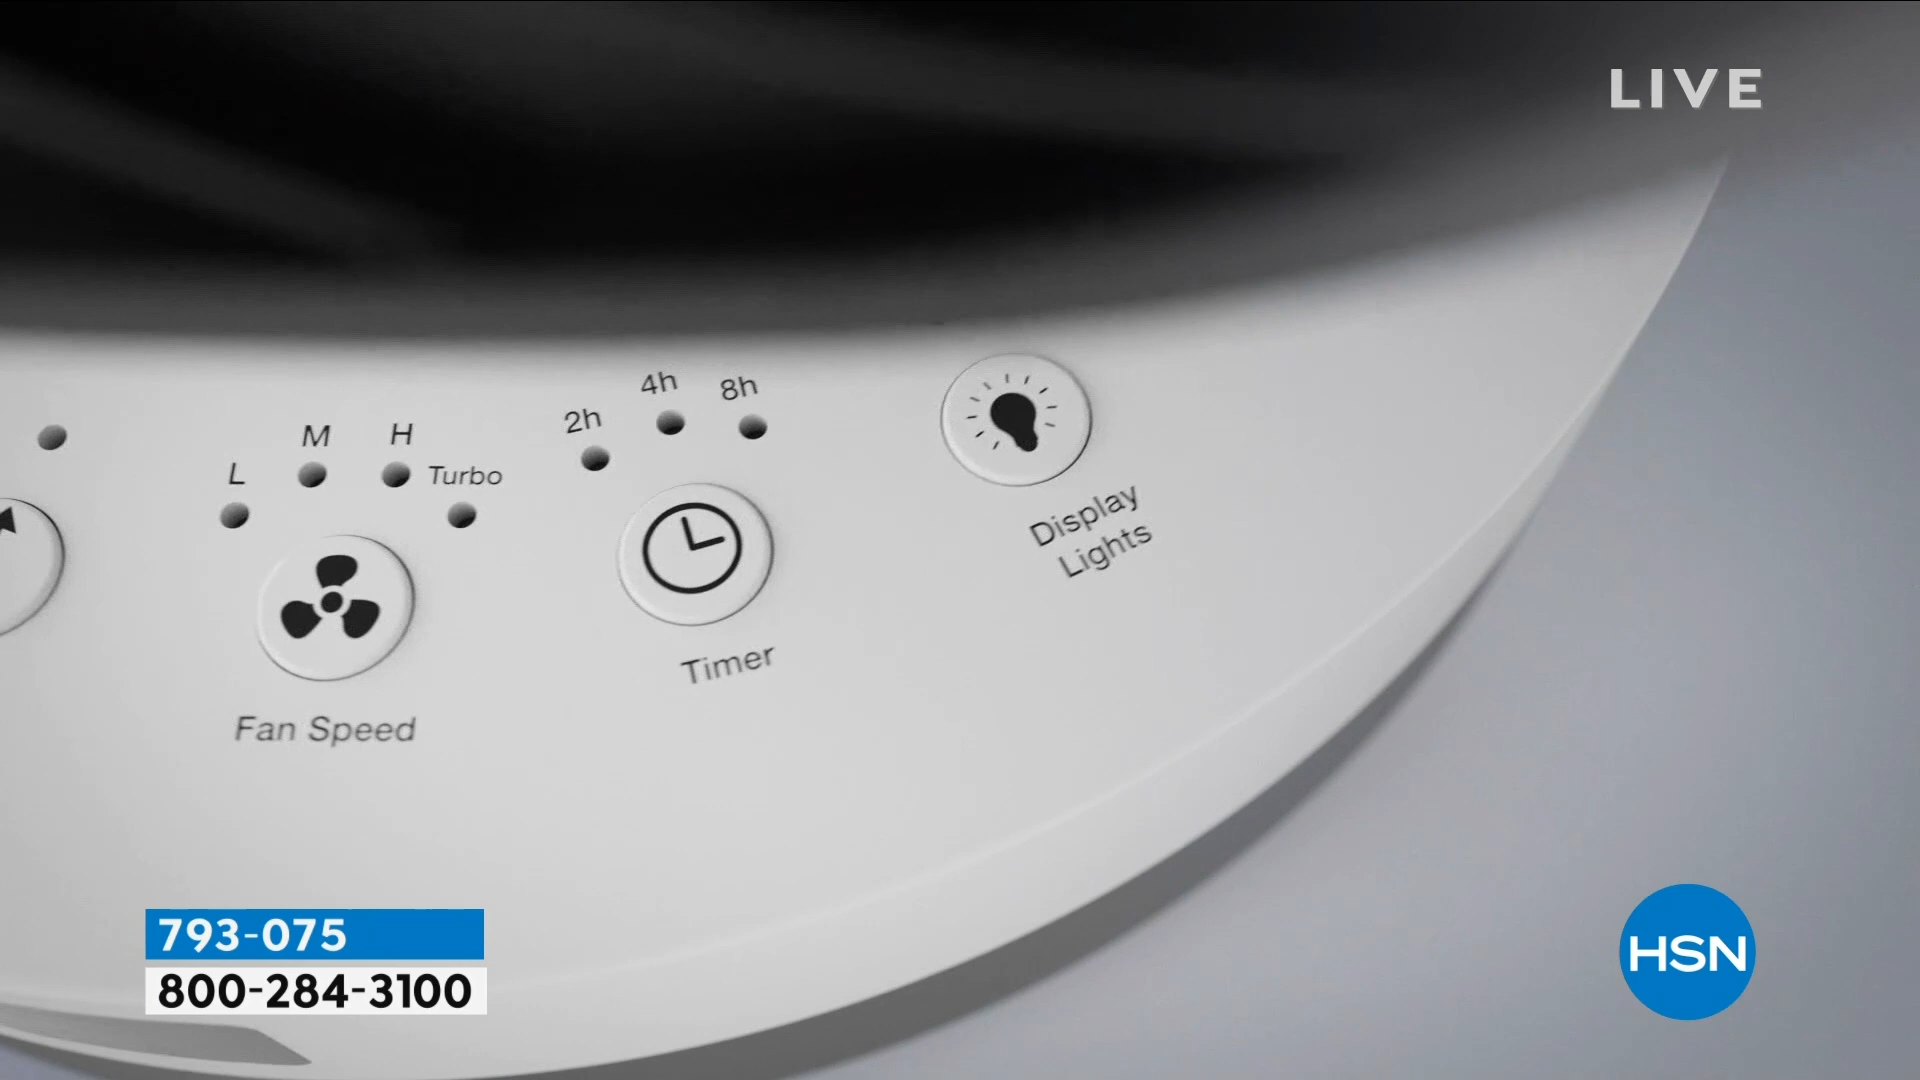 LIVE
4h
8h
2h
M
H
L
Turbo
Display
Lights
Timer
Fan Speed
793-075
800-284-3100
HSN